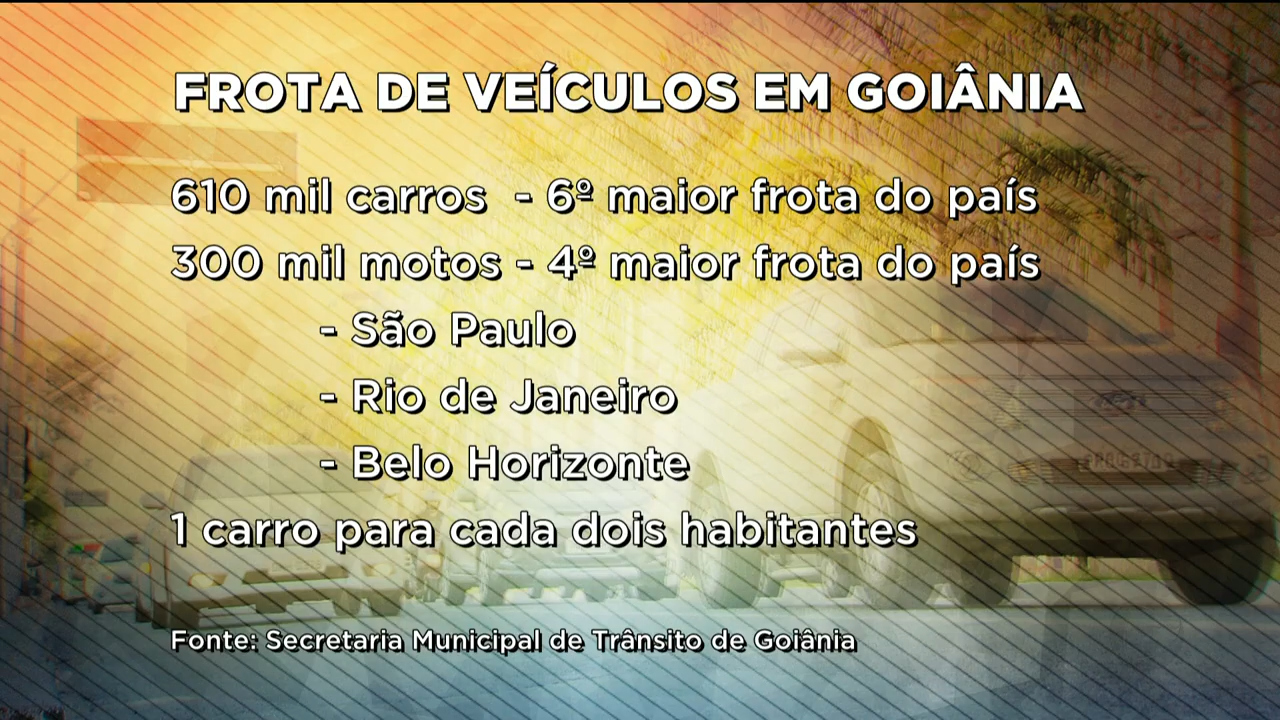 FROTA DE VEÍCULOS EM GOIÂNIA
610 mil carros - 6º maior frota do país
300 mil motos - 4º maior frota do país
- São Paulo
- Rio de Janeiro
- Belo Horizonte
1 carro para cada dois habitantes
Fonte: Secretaria Municipal de Trânsito de Goiânia